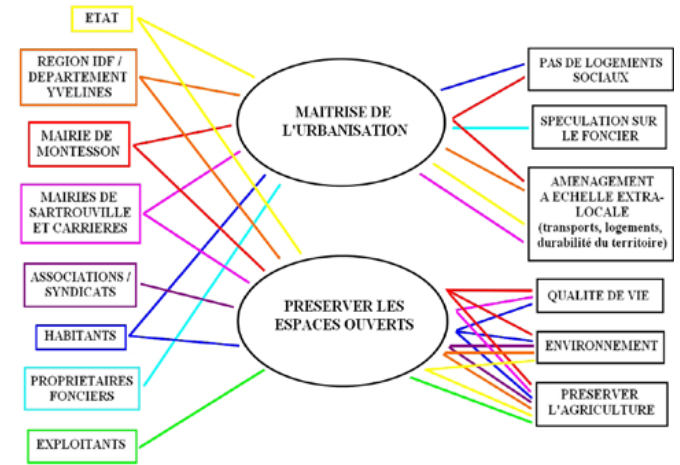 ETAT
REGION IDF /
DEPARTEMENT
YVELINES
MAIRIE DE
MONTESSON
MAIRIES DE
SARTROUVILLE
ET CARRIERES
ASSOCIATIONS /
SYNDICATS
HABITANTS
PROPRIETAIRES
FONCIERS
EXPLOITANTS
MAITRISE DE
L'URBANISATION
PRESERVER LES
ESPACES OUVERTS
PAS DE LOGEMENTS
SOCIAUX
SPECULATION SUR
LE FONCIER
AMENAGEMENT
A ECHELLE EXTRA-
LOCALE
(transports, logements,
durabilité du territoire)
QUALITE DE VIE
ENVIRONNEMENT
PRESERVER
L'AGRICULTURE